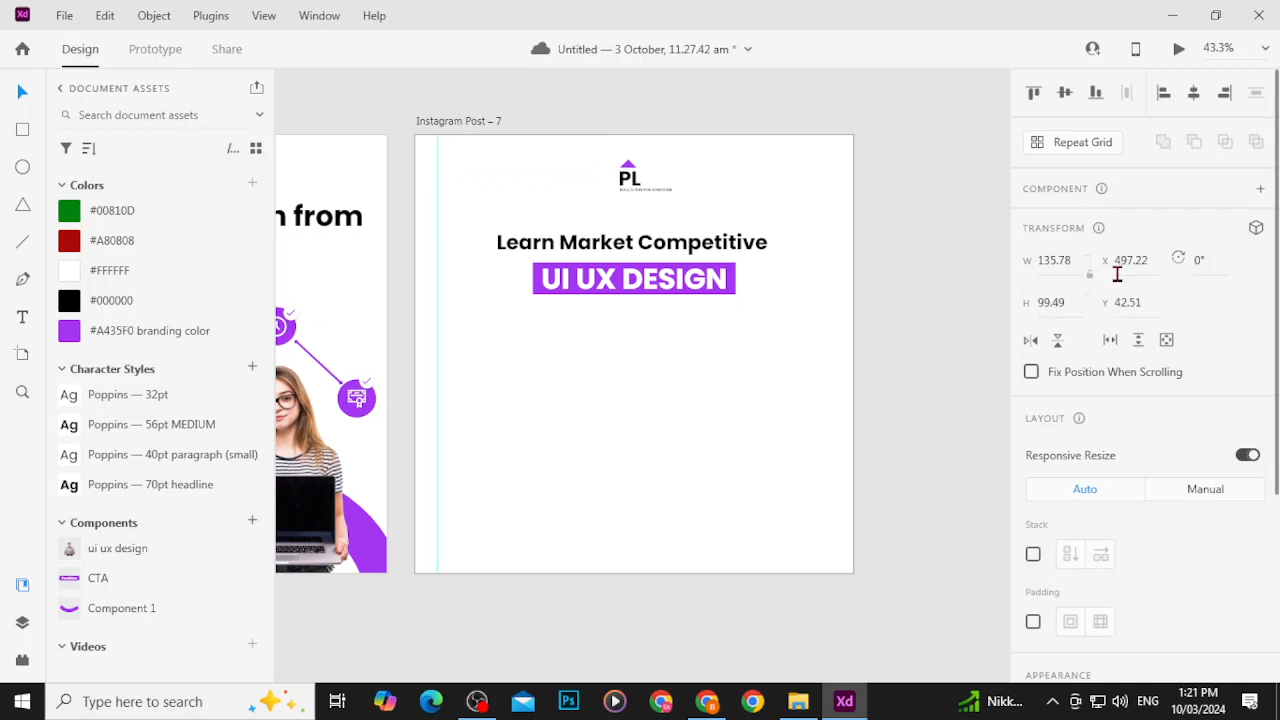 Xd File Edit Object Plugins View Window Help
Design Prototype Share Untitled — 3 October, 11.27.42 am * 43.3%
DOCUMENT ASSETS
Search document assets
/...
Colors
#00810D
#A80808
#FFFFFF
#000000
#A435F0 branding color
Character Styles
Ag Poppins — 32pt
Ag Poppins — 56pt MEDIUM
Ag Poppins — 40pt paragraph (small)
Ag Poppins — 70pt headline
Components
ui ux design
CTA
Component 1
Videos
n from
Instagram Post – 7
PL
Learn Market Competitive
UI UX DESIGN
Repeat Grid
COMPONENT
TRANSFORM
W 135.78 X 497.22 0°
H 99.49 Y 42.51
Fix Position When Scrolling
LAYOUT
Responsive Resize
Auto Manual
Stack
Padding
APPEARANCE
Type here to search
Ps
Xd
Nikk...
ENG
1:21 PM
10/03/2024